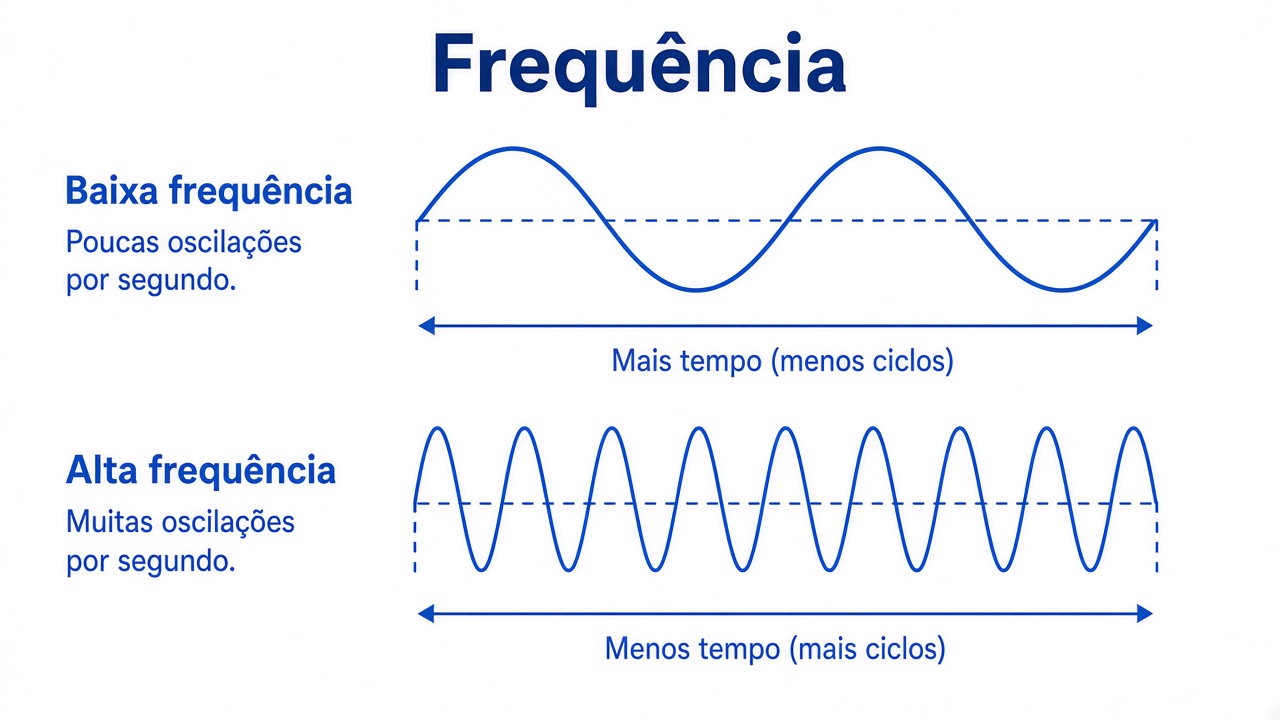 Frequência
Baixa frequência
Poucas oscilações
por segundo.
Mais tempo (menos ciclos)
Alta frequência
Muitas oscilações
por segundo.
Menos tempo (mais ciclos)